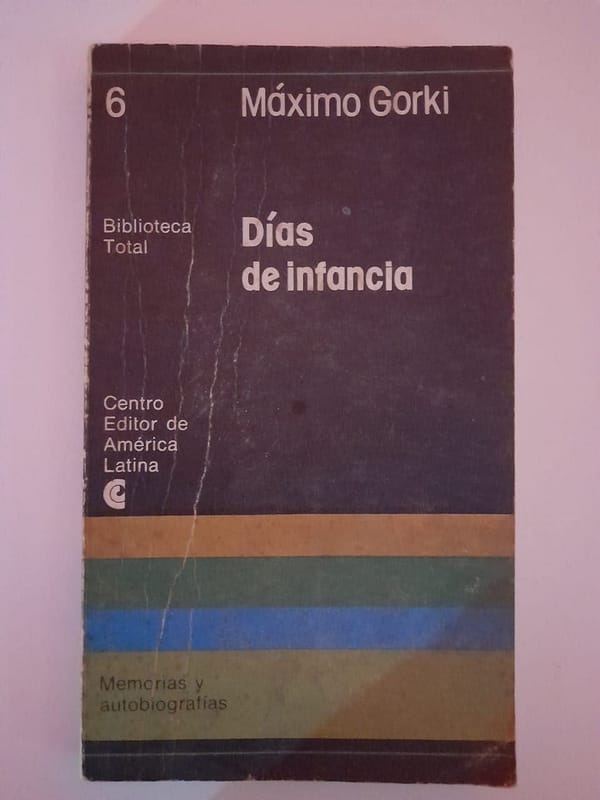 6
Máximo Gorki
Biblioteca
Total
Días
de infancia
Centro
Editor de
América
Latina
Memorias y
autobiografías